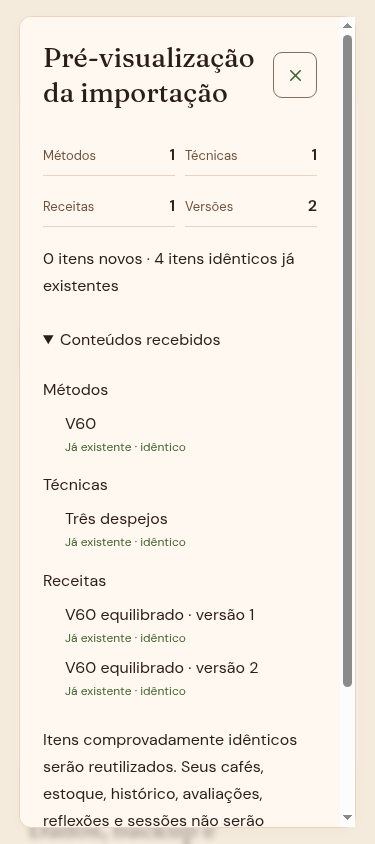 Pré-visualização
da importação
Métodos 1 Técnicas 1
Receitas 1 Versões 2
0 itens novos · 4 itens idênticos já
existentes
▼ Conteúdos recebidos
Métodos
V60
Já existente · idêntico
Técnicas
Três despejos
Já existente · idêntico
Receitas
V60 equilibrado · versão 1
Já existente · idêntico
V60 equilibrado · versão 2
Já existente · idêntico
Itens comprovadamente idênticos
serão reutilizados. Seus cafés,
estoque, histórico, avaliações,
reflexões e sessões não serão